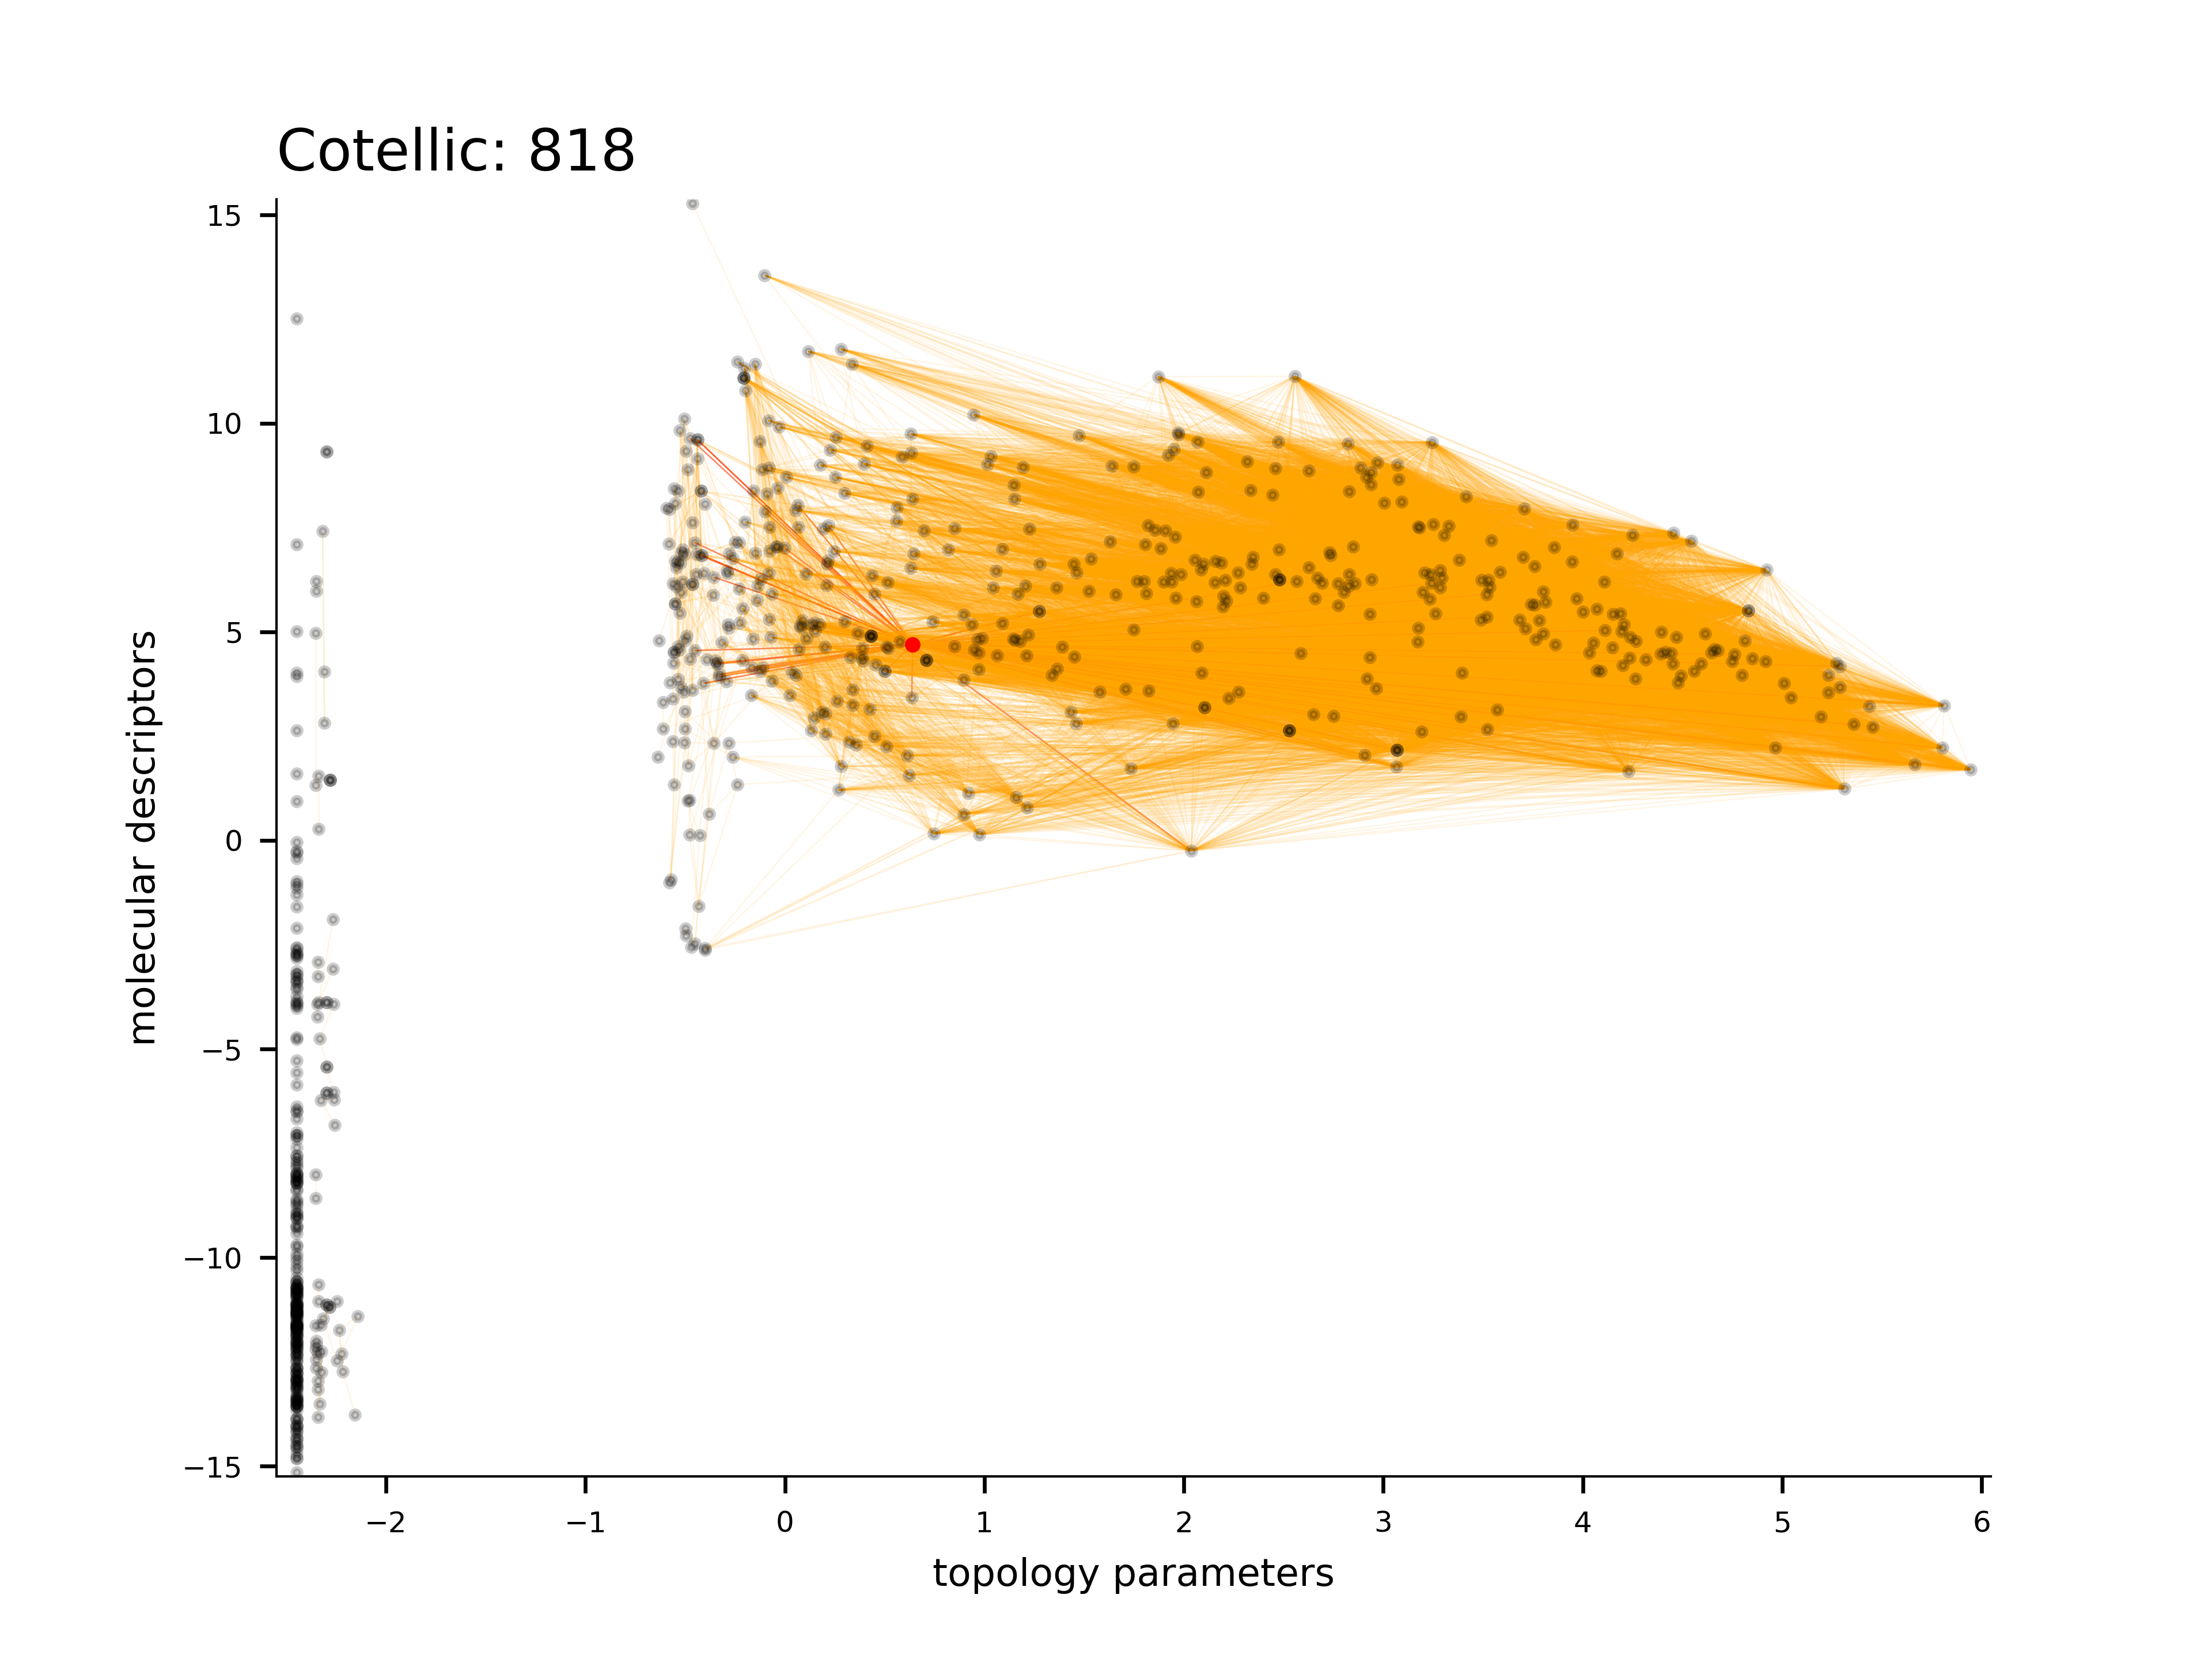 Cotellic: 818
15
10
5
0
−5
−10
−15
molecular descriptors
−2 −1 0 1 2 3 4 5 6
topology parameters